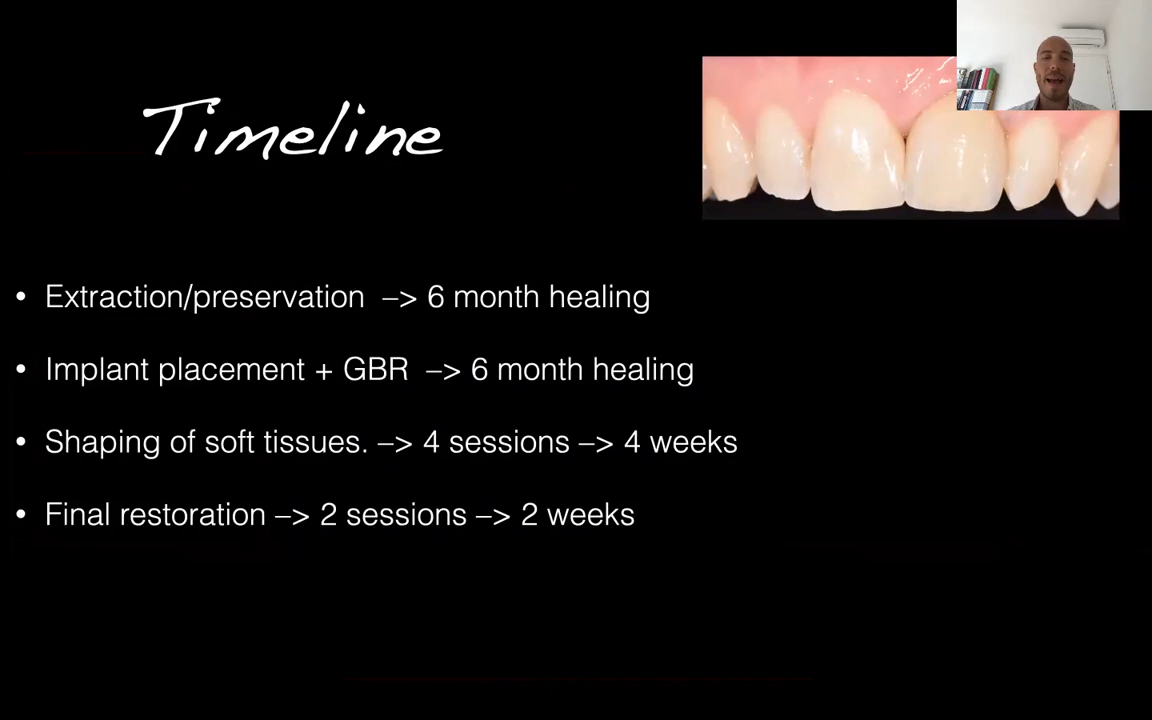 Timeline
• Extraction/preservation –> 6 month healing
• Implant placement + GBR –> 6 month healing
• Shaping of soft tissues. –> 4 sessions –> 4 weeks
• Final restoration –> 2 sessions –> 2 weeks